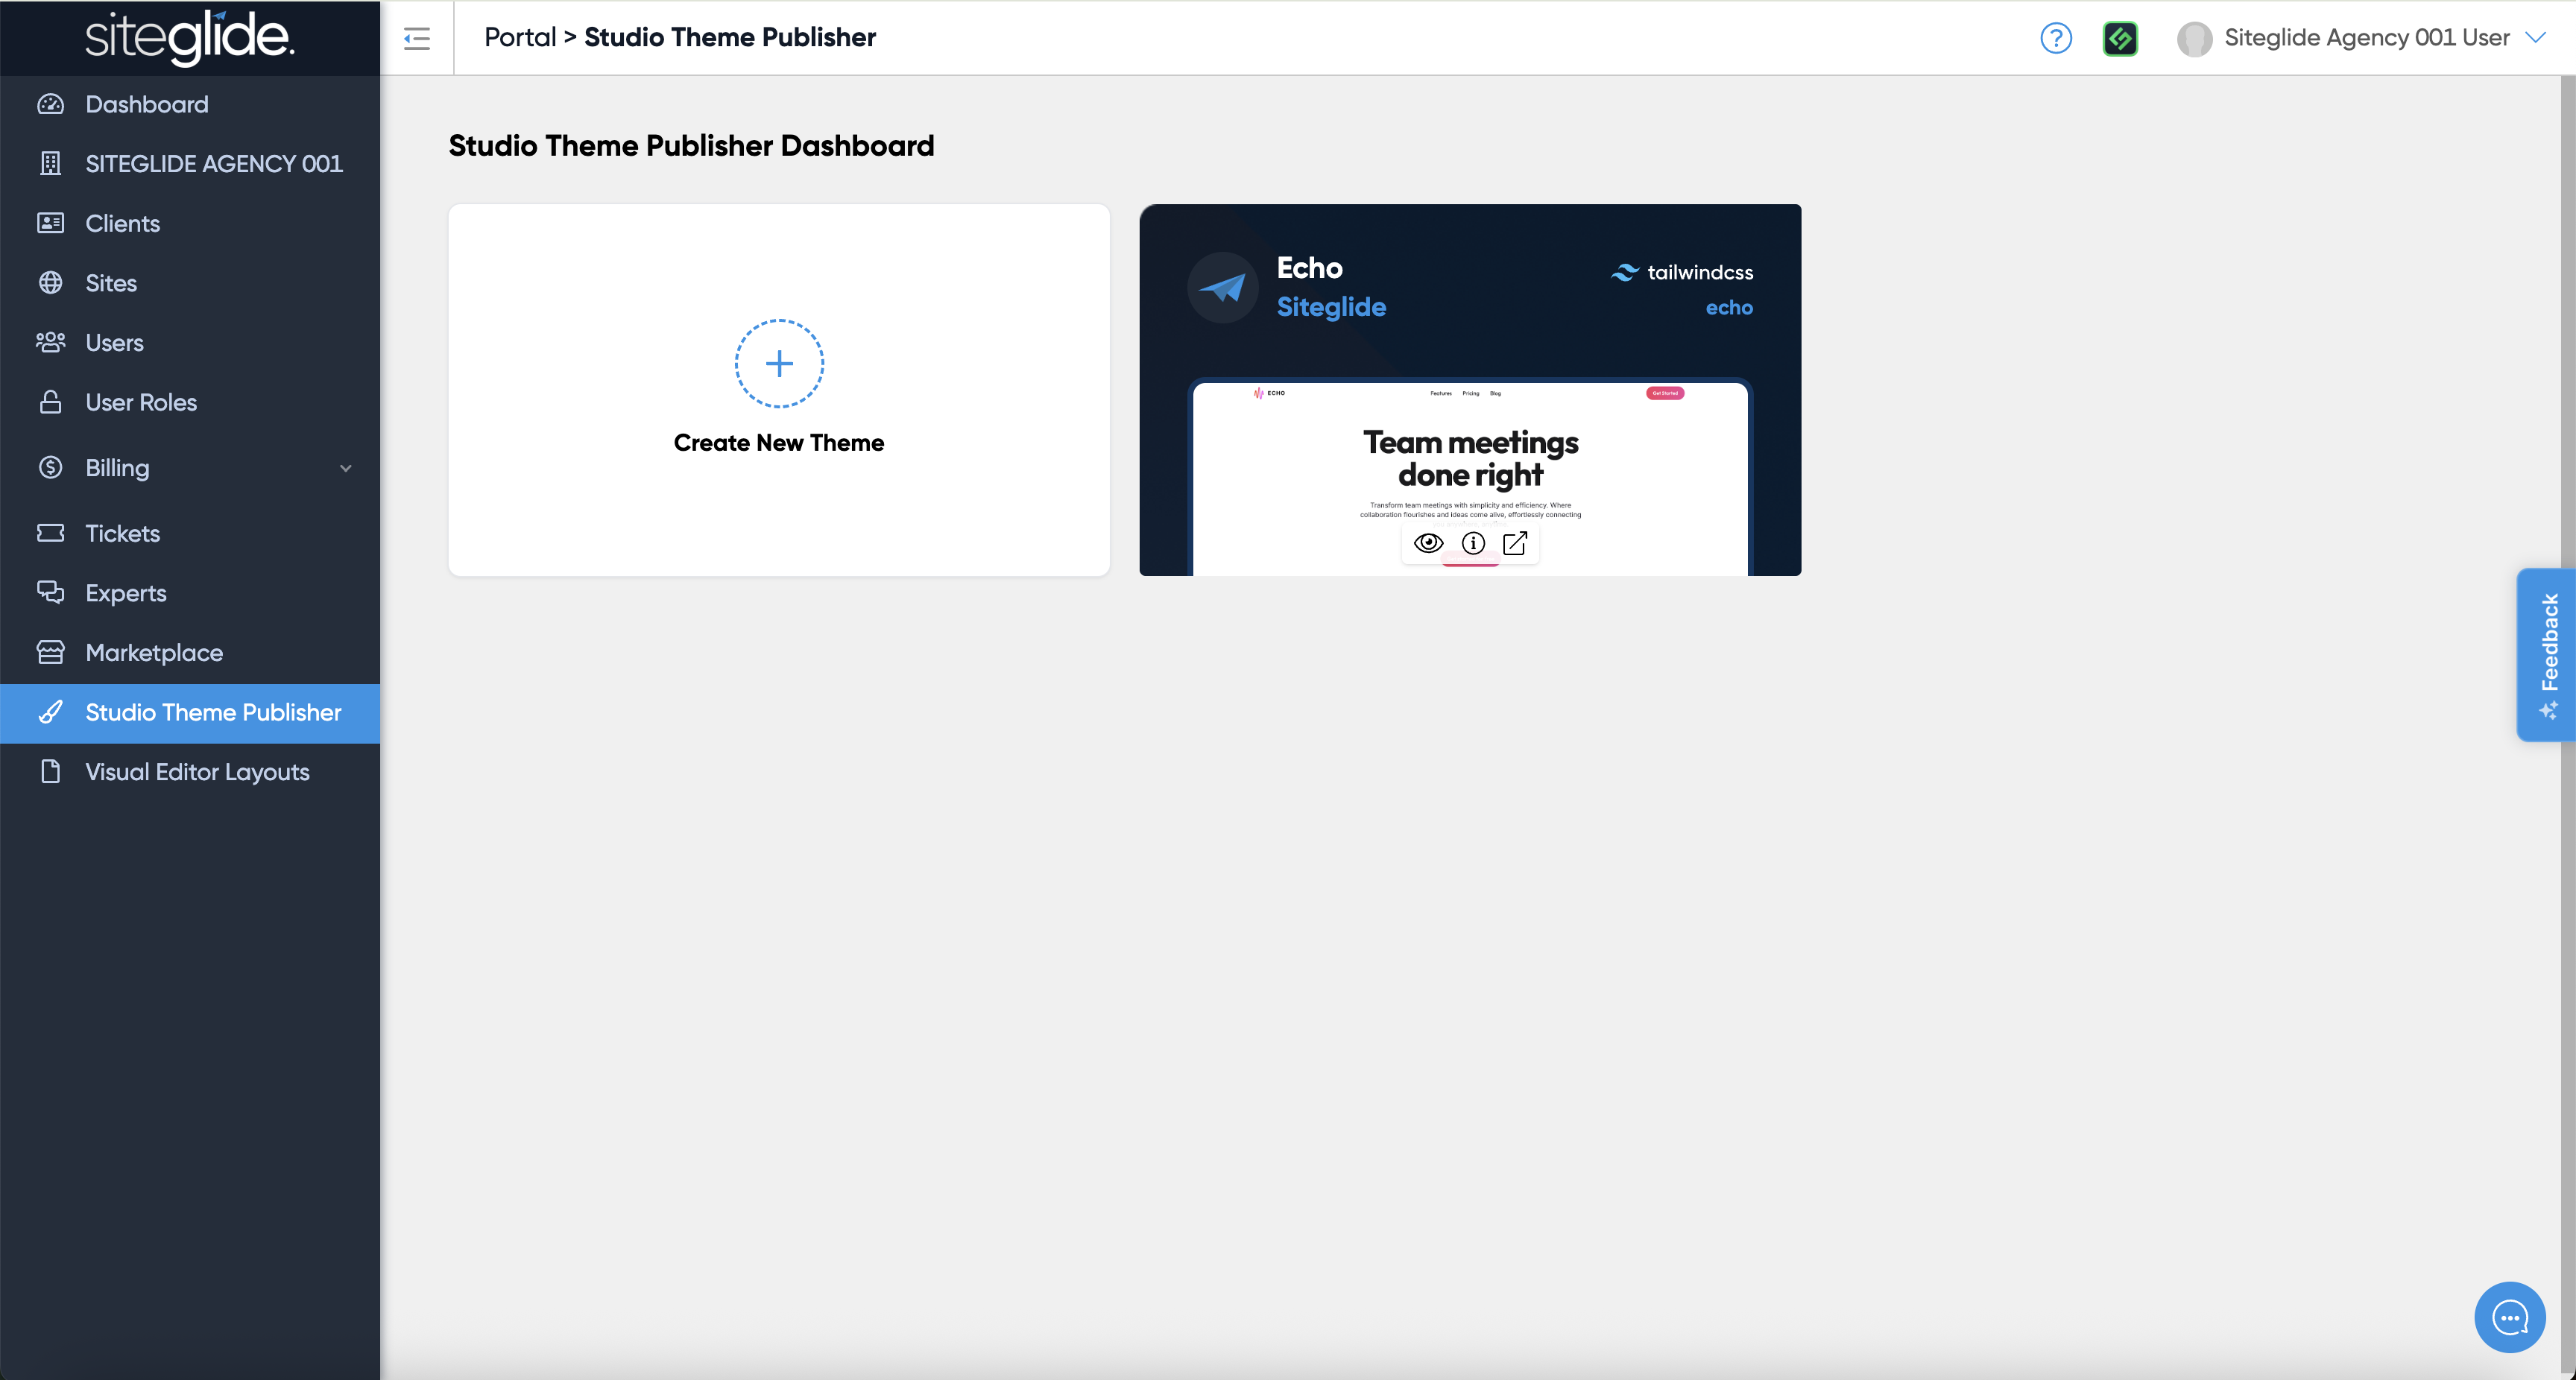 siteglide.
Portal > Studio Theme Publisher
Siteglide Agency 001 User
Dashboard
SITEGLIDE AGENCY 001
Clients
Sites
Users
User Roles
Billing
Tickets
Experts
Marketplace
Studio Theme Publisher
Visual Editor Layouts
Studio Theme Publisher Dashboard
Create New Theme
Echo
Siteglide
tailwindcss
echo
ECHO
Features Pricing Blog
Get Started
Team meetings
done right
Transform team meetings with simplicity and efficiency. Where
collaboration flourishes and ideas come alive, effortlessly connecting
Feedback